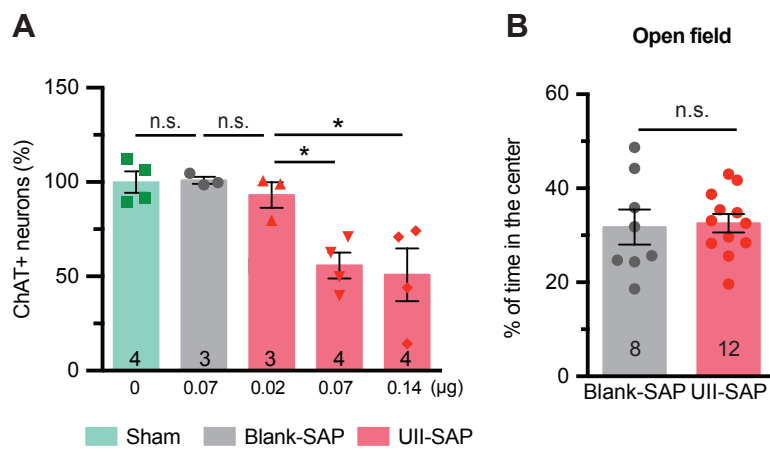 A
ChAT+ neurons (%)
150
100
50
0
n.s.
n.s.
*
*
4
3
3
4
4
0
0.07
0.02
0.07
0.14
(µg)
Sham
Blank-SAP
UII-SAP
B
Open field
% of time in the center
60
40
20
0
n.s.
8
12
Blank-SAP
UII-SAP